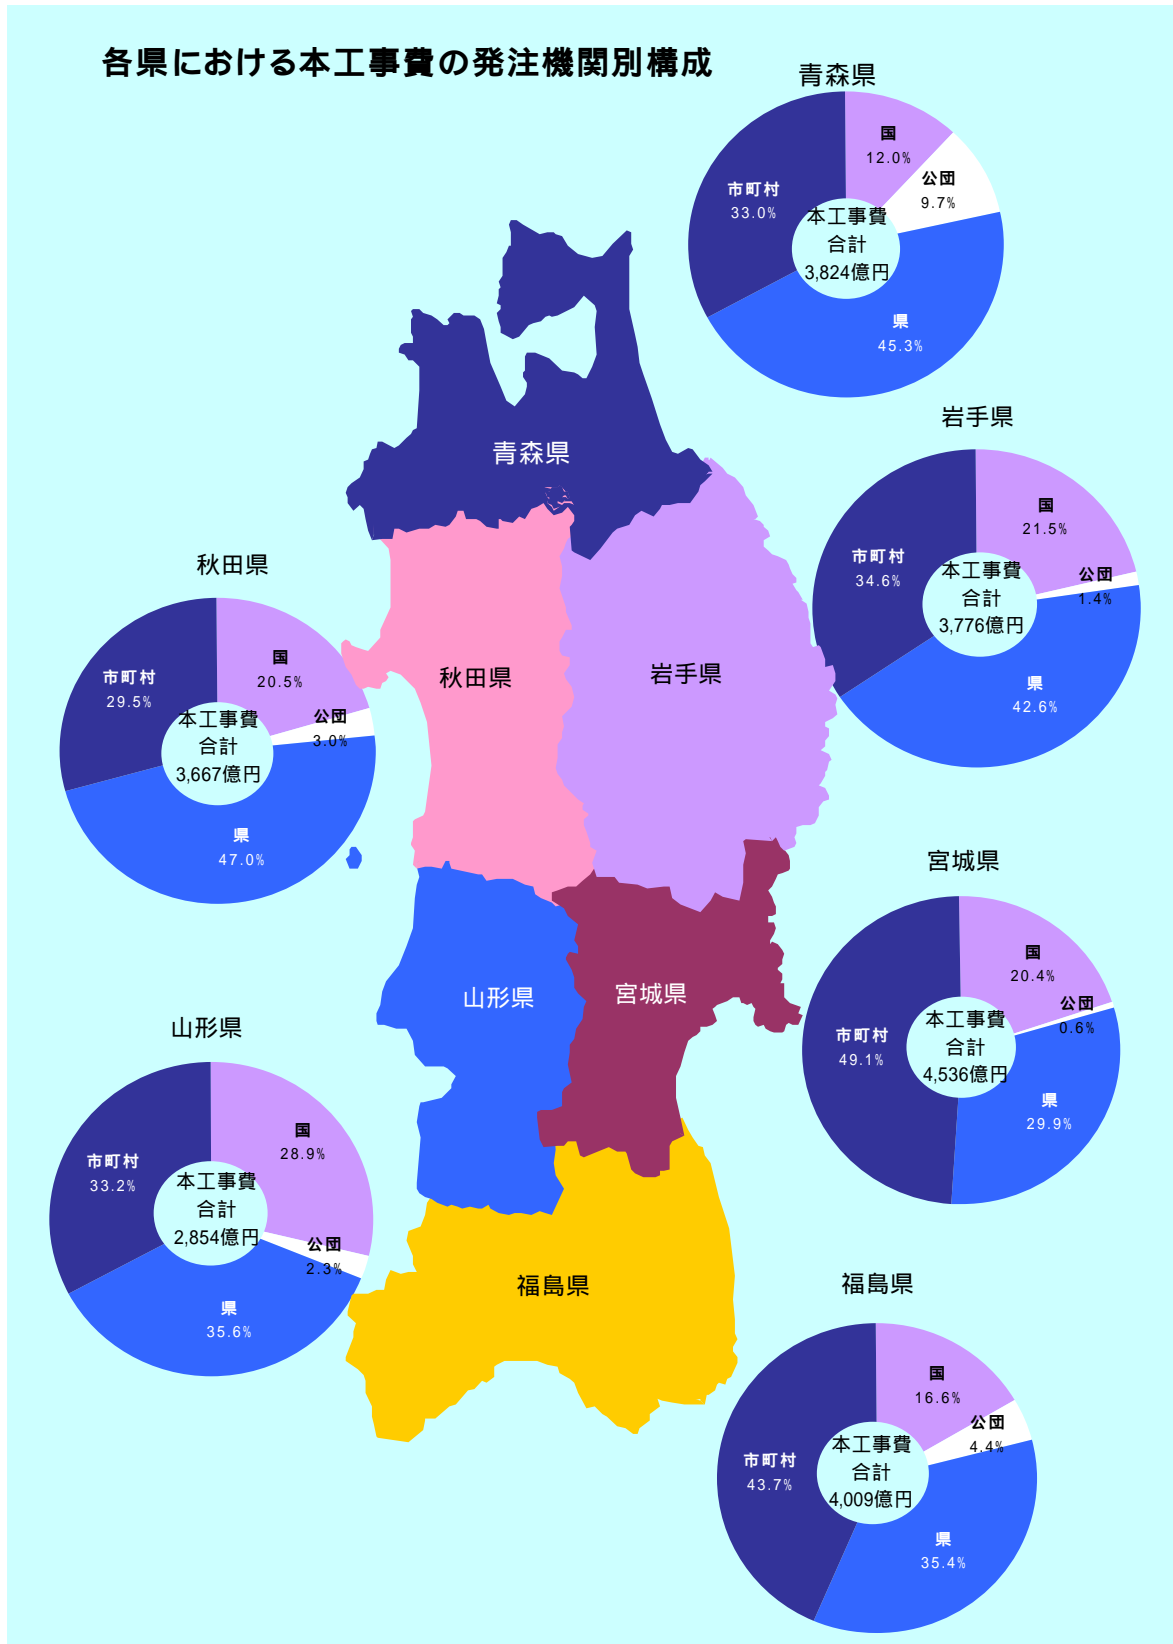 各県における本工事費の発注機関別構成
青森県
国
12.0%
公団
9.7%
市町村
33.0%
本工事費
合計
3,824億円
県
45.3%
岩手県
国
21.5%
市町村
34.6%
公団
1.4%
本工事費
合計
3,776億円
県
42.6%
青森県
秋田県
岩手県
山形県
宮城県
福島県
秋田県
国
20.5%
市町村
29.5%
公団
3.0%
本工事費
合計
3,667億円
県
47.0%
宮城県
国
20.4%
公団
0.6%
市町村
49.1%
本工事費
合計
4,536億円
県
29.9%
山形県
国
28.9%
市町村
33.2%
本工事費
合計
2,854億円
公団
2.3%
県
35.6%
福島県
国
16.6%
公団
4.4%
市町村
43.7%
本工事費
合計
4,009億円
県
35.4%